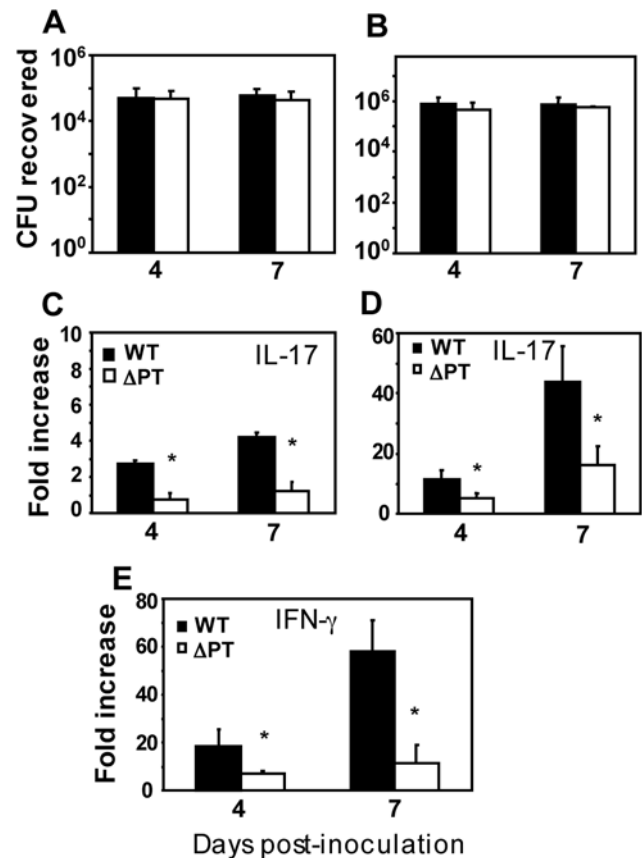 A
CFU recovered
10⁶
10⁴
10²
10⁰
4 7
B
10⁶
10⁴
10²
10⁰
4 7
C
Fold increase
10
8
6
4
2
0
WT
ΔPT
IL-17
* *
4 7
D
60
40
20
0
WT
ΔPT
IL-17
* *
4 7
E
Fold increase
80
60
40
20
0
WT
ΔPT
IFN-γ
* *
4 7
Days post-inoculation